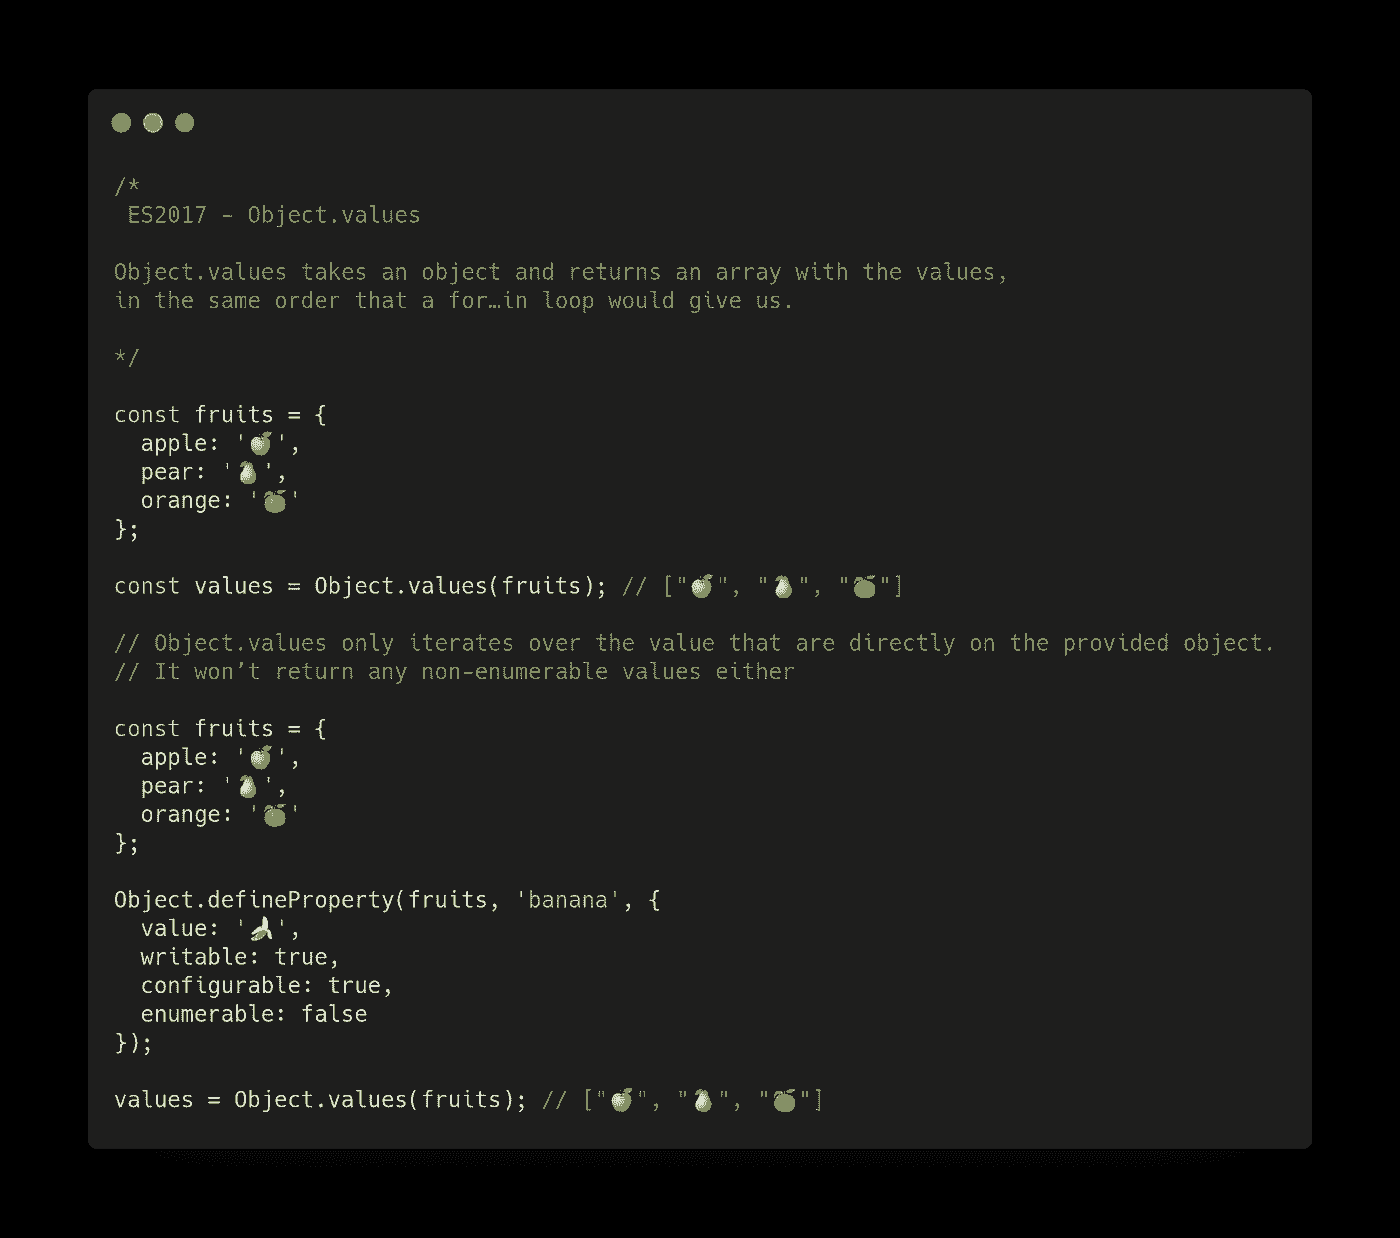 /*
 ES2017 - Object.values

Object.values takes an object and returns an array with the values,
in the same order that a for…in loop would give us.

*/

const fruits = {
  apple: '🍏',
  pear: '🍐',
  orange: '🍊'
};

const values = Object.values(fruits); // ["🍏", "🍐", "🍊"]

// Object.values only iterates over the value that are directly on the provided object.
// It won’t return any non-enumerable values either

const fruits = {
  apple: '🍏',
  pear: '🍐',
  orange: '🍊'
};

Object.defineProperty(fruits, 'banana', {
  value: '🍌',
  writable: true,
  configurable: true,
  enumerable: false
});

values = Object.values(fruits); // ["🍏", "🍐", "🍊"]